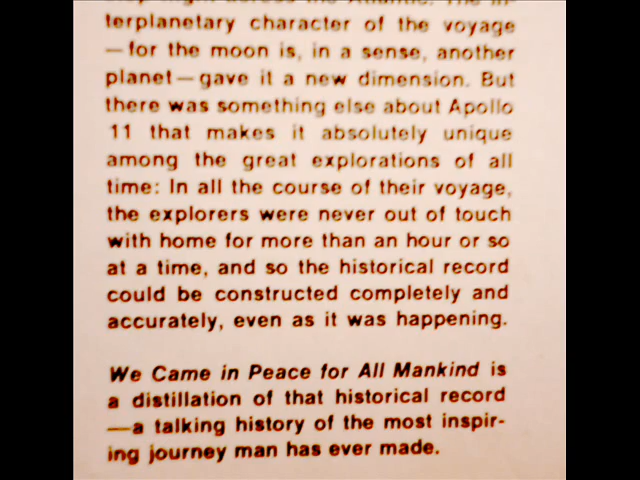 across the Atlantic. The in-
terplanetary character of the voyage
—for the moon is, in a sense, another
planet—gave it a new dimension. But
there was something else about Apollo
11 that makes it absolutely unique
among the great explorations of all
time: In all the course of their voyage,
the explorers were never out of touch
with home for more than an hour or so
at a time, and so the historical record
could be constructed completely and
accurately, even as it was happening.
We Came in Peace for All Mankind is
a distillation of that historical record
—a talking history of the most inspir-
ing journey man has ever made.